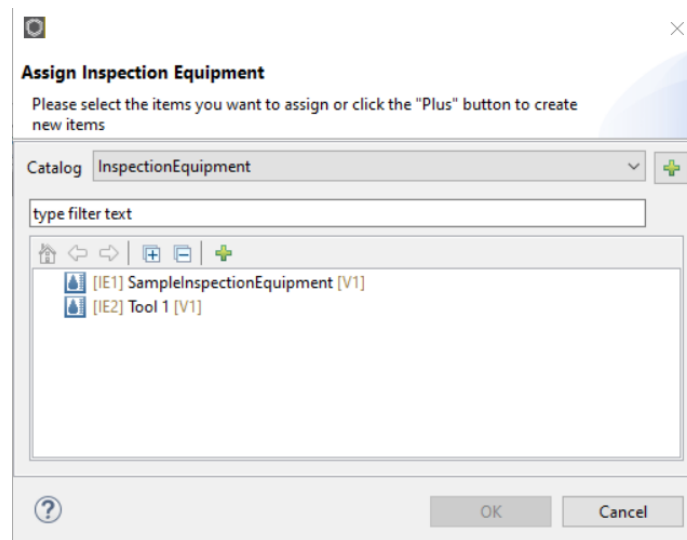 Assign Inspection Equipment
Please select the items you want to assign or click the "Plus" button to create
new items
Catalog InspectionEquipment
type filter text
[IE1] SampleInspectionEquipment [V1]
[IE2] Tool 1 [V1]
OK Cancel